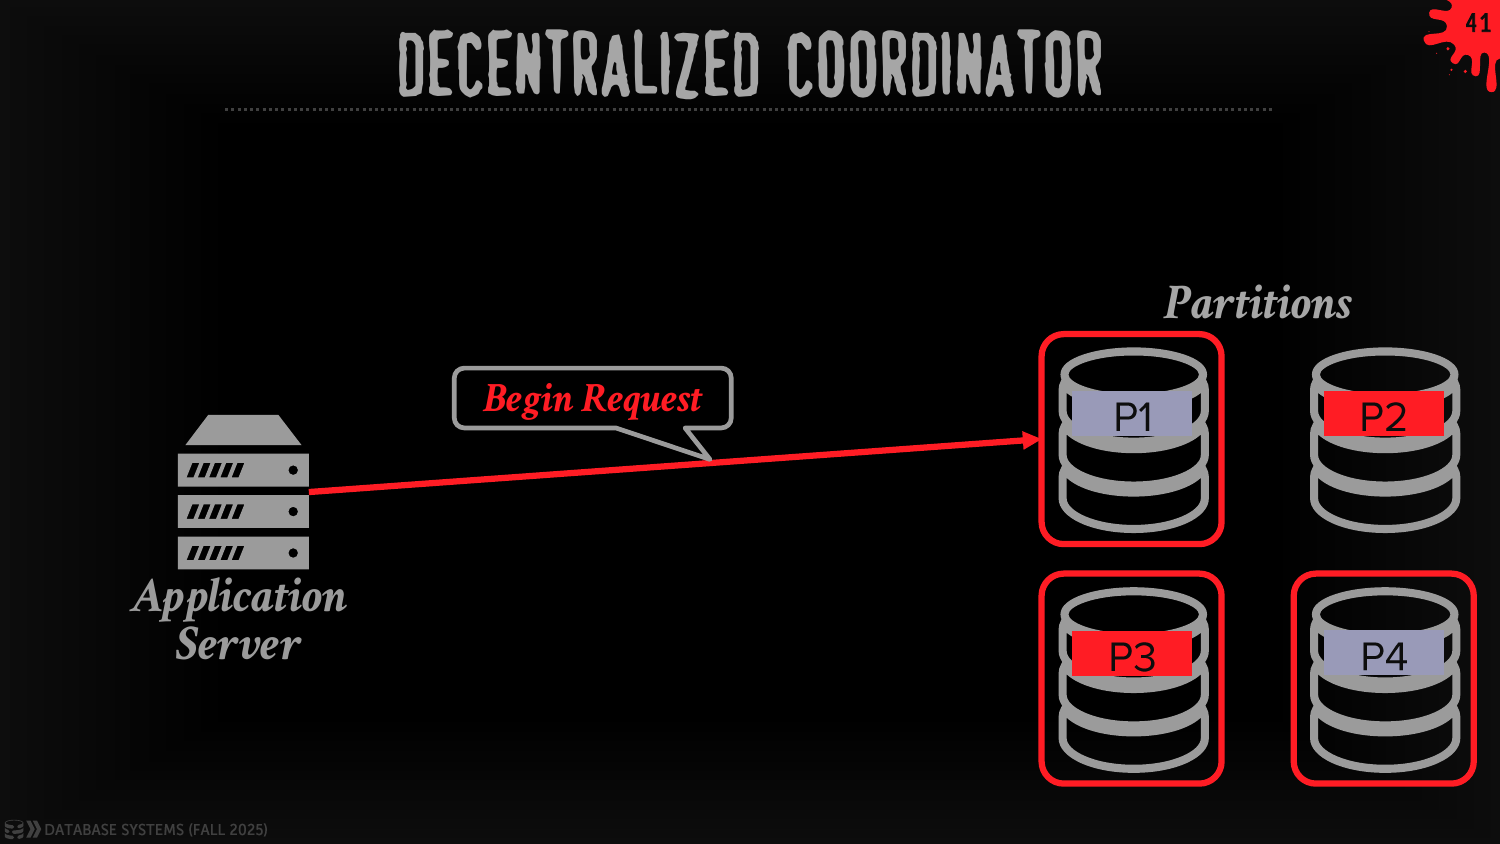 DECENTRALIZED COORDINATOR
41
Partitions
Begin Request
P1
P2
Application
Server
P3
P4
DATABASE SYSTEMS (FALL 2025)